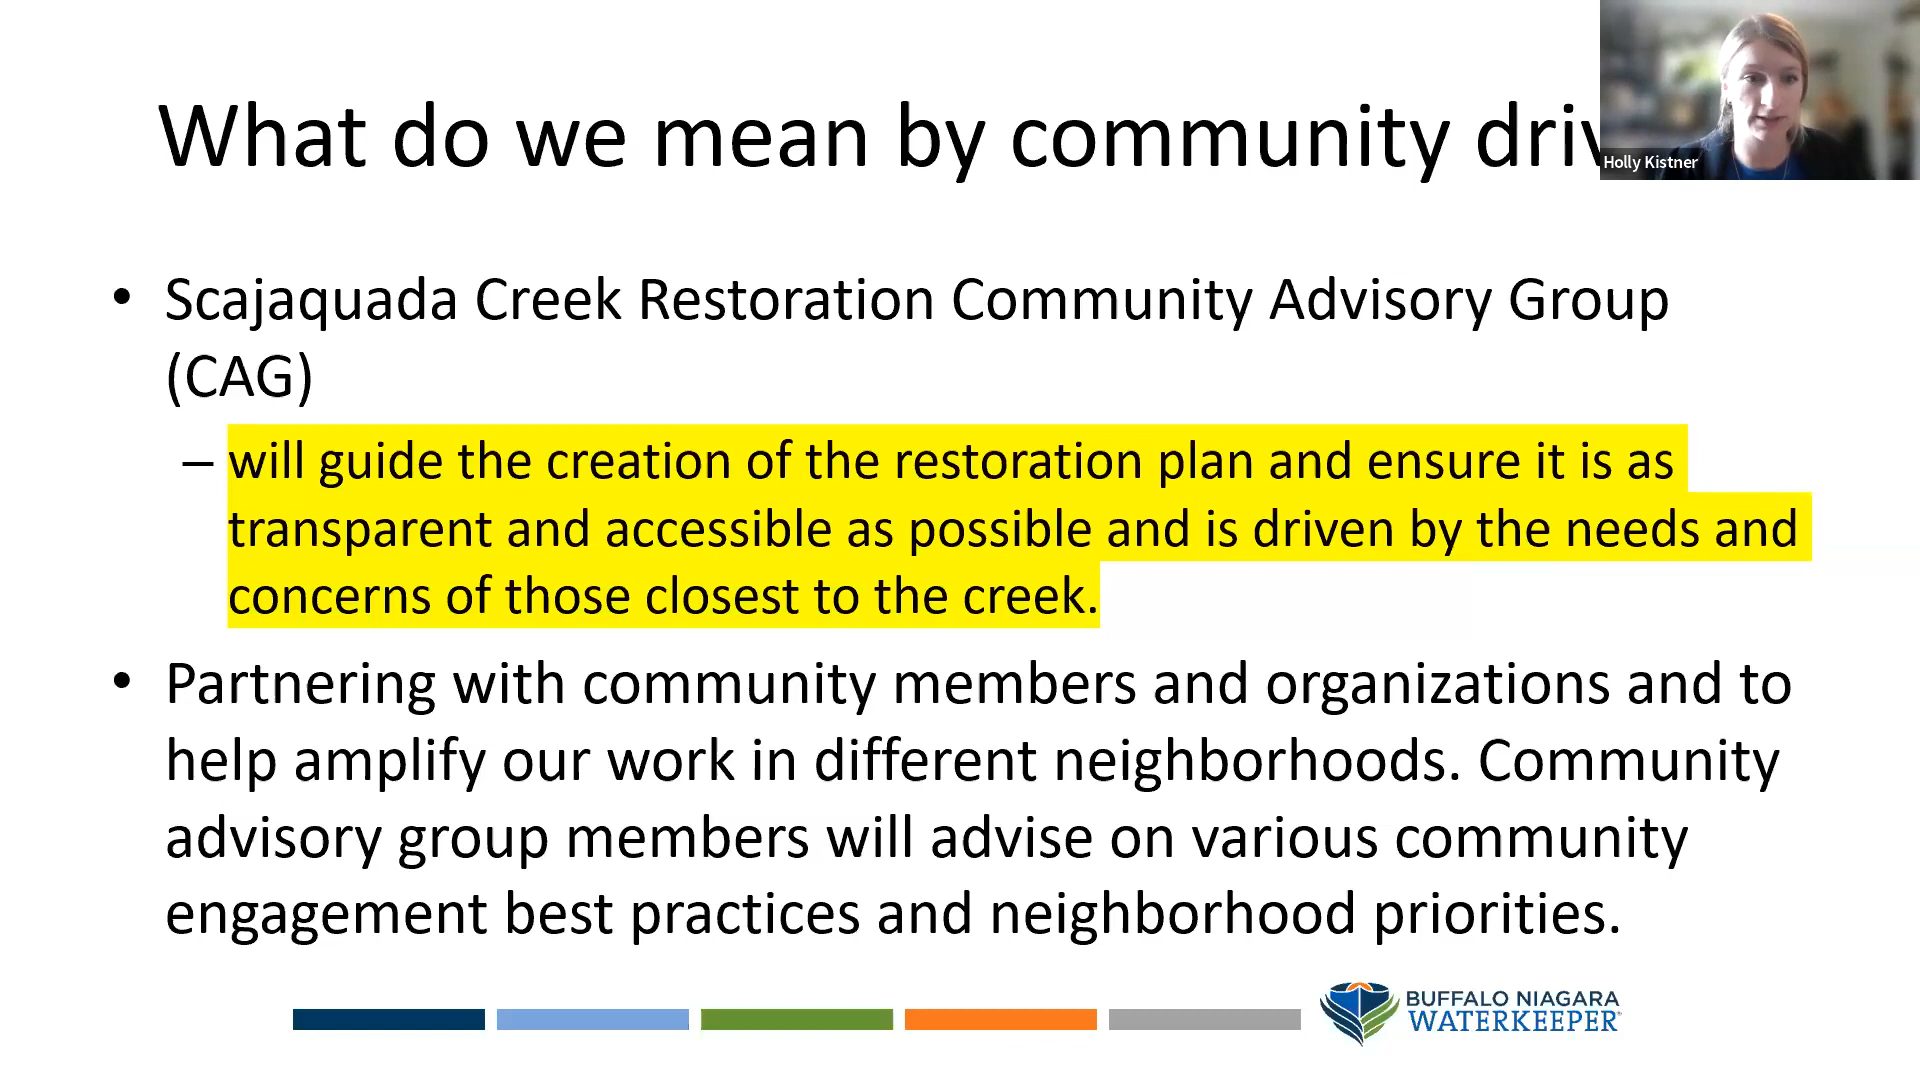 What do we mean by community driv
Holly Kistner
• Scajaquada Creek Restoration Community Advisory Group
(CAG)
– will guide the creation of the restoration plan and ensure it is as
transparent and accessible as possible and is driven by the needs and
concerns of those closest to the creek.
• Partnering with community members and organizations and to
help amplify our work in different neighborhoods. Community
advisory group members will advise on various community
engagement best practices and neighborhood priorities.
BUFFALO NIAGARA
WATERKEEPER